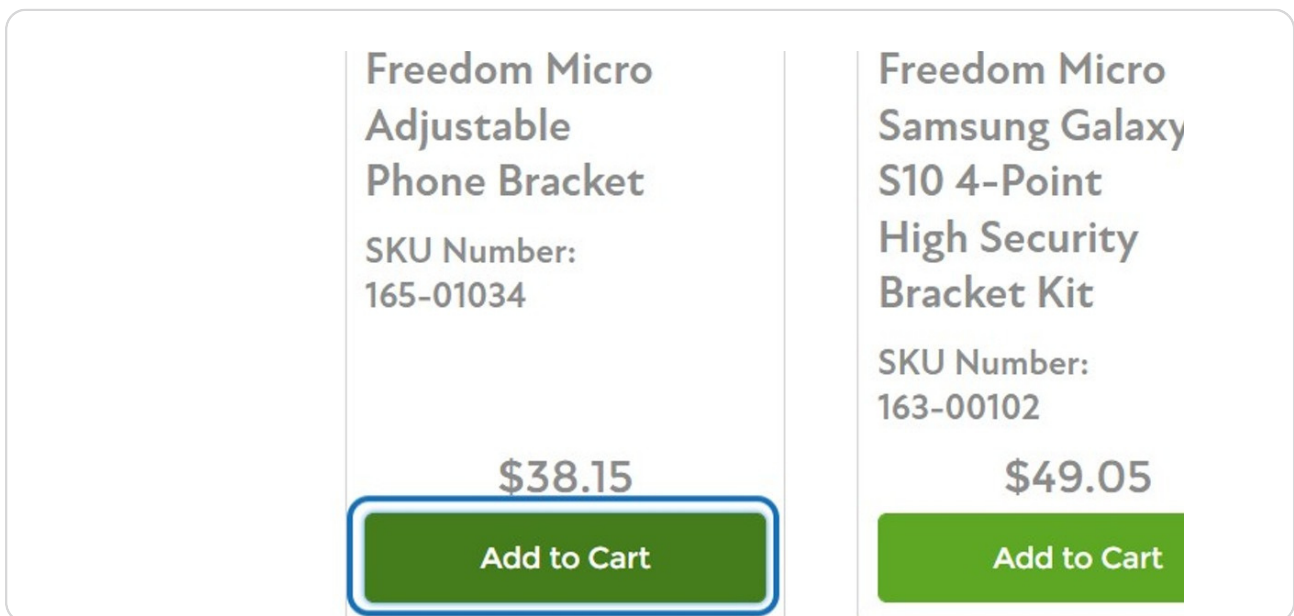 Freedom Micro
Adjustable
Phone Bracket
SKU Number:
165-01034
$38.15
Add to Cart
Freedom Micro
Samsung Galaxy
S10 4-Point
High Security
Bracket Kit
SKU Number:
163-00102
$49.05
Add to Cart